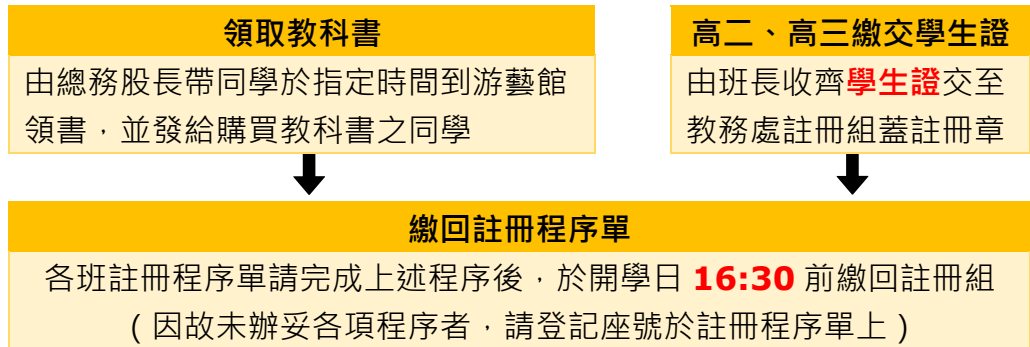 領取教科書
由總務股長帶同學於指定時間到游藝館
領書，並發給購買教科書之同學
高二、高三繳交學生證
由班長收齊學生證交至
教務處註冊組蓋註冊章
繳回註冊程序單
各班註冊程序單請完成上述程序後，於開學日 16:30 前繳回註冊組
（因故未辦妥各項程序者，請登記座號於註冊程序單上）